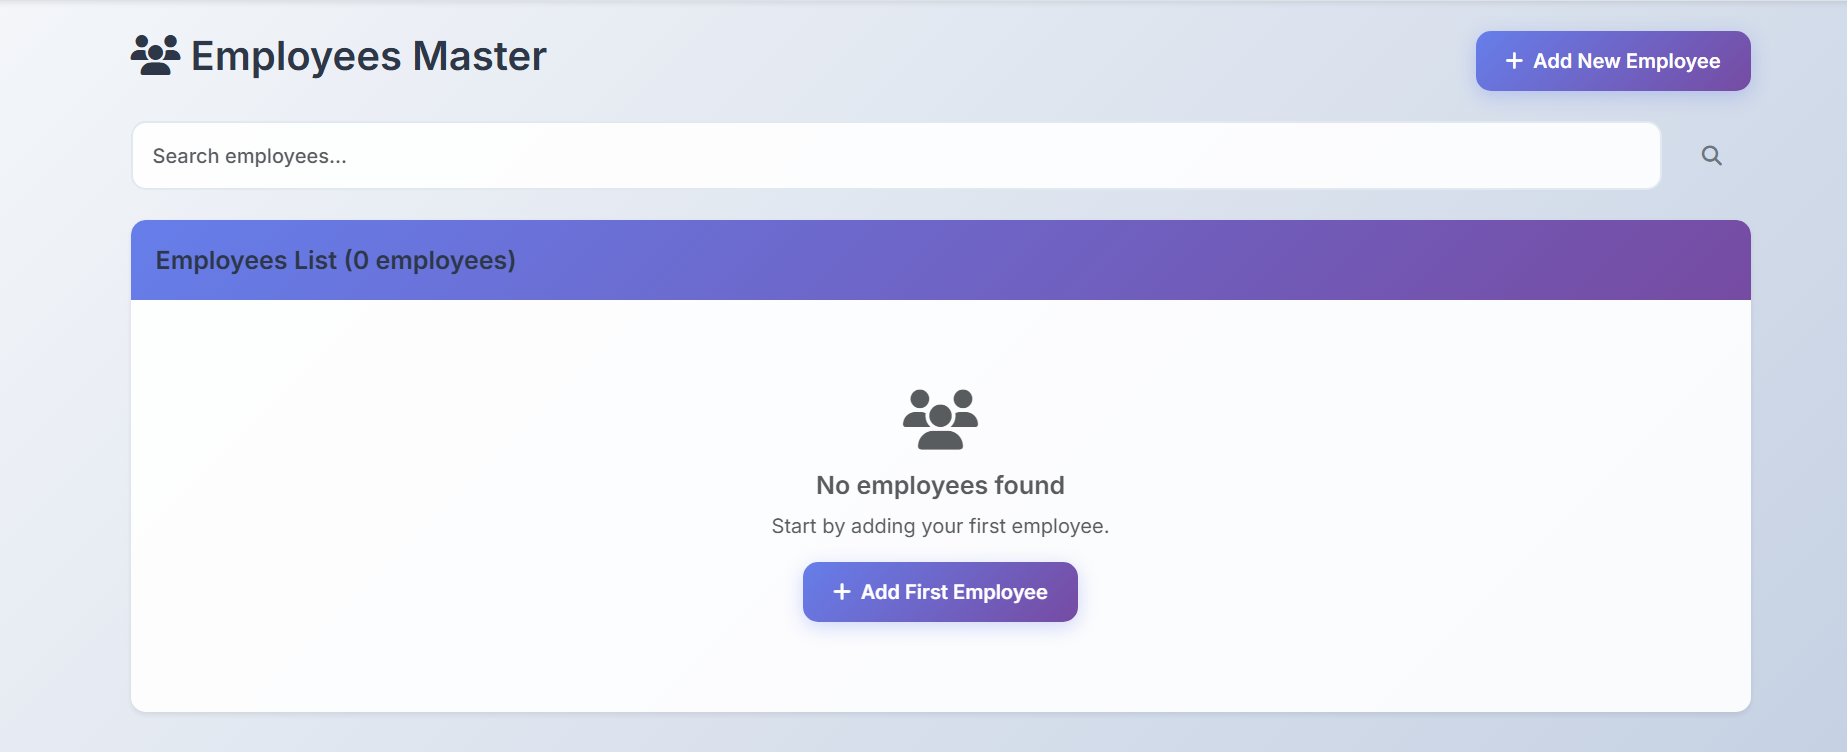 Employees Master
Add New Employee
Search employees...
Employees List (0 employees)
No employees found
Start by adding your first employee.
Add First Employee